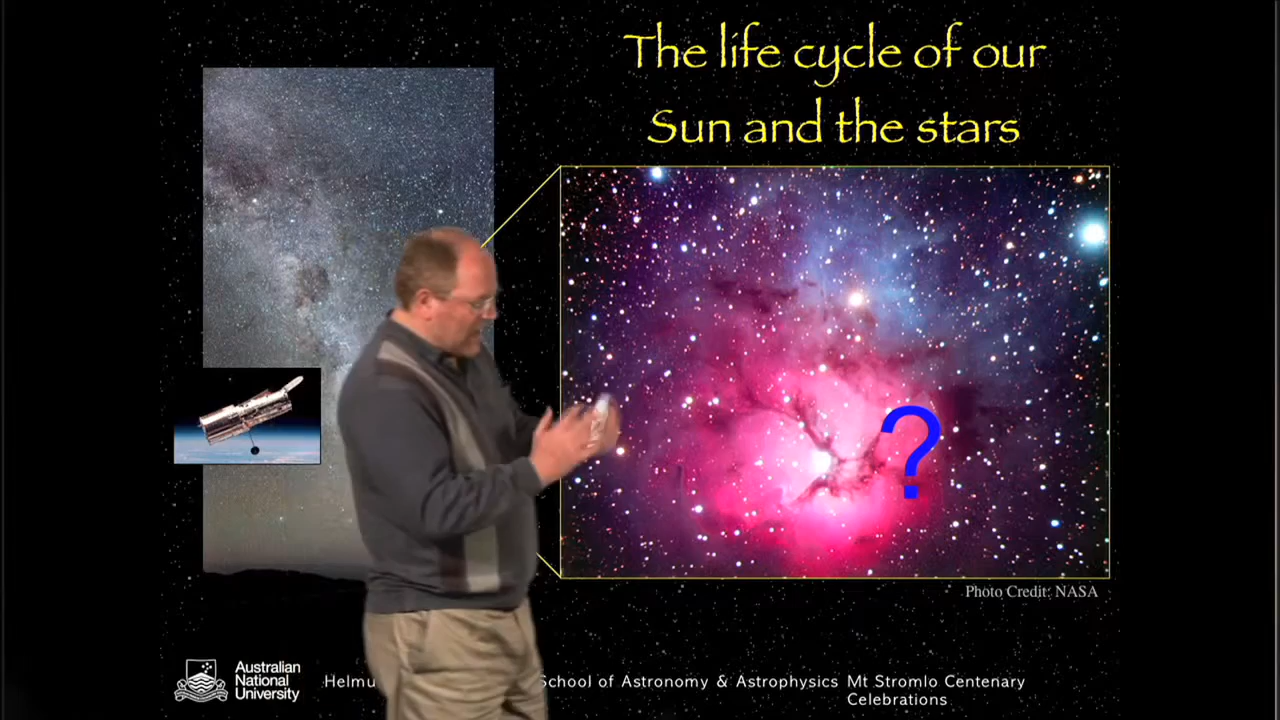 The life cycle of our
Sun and the stars
?
Photo Credit: NASA
Australian
National
University
School of Astronomy & Astrophysics
Mt Stromlo Centenary
Celebrations